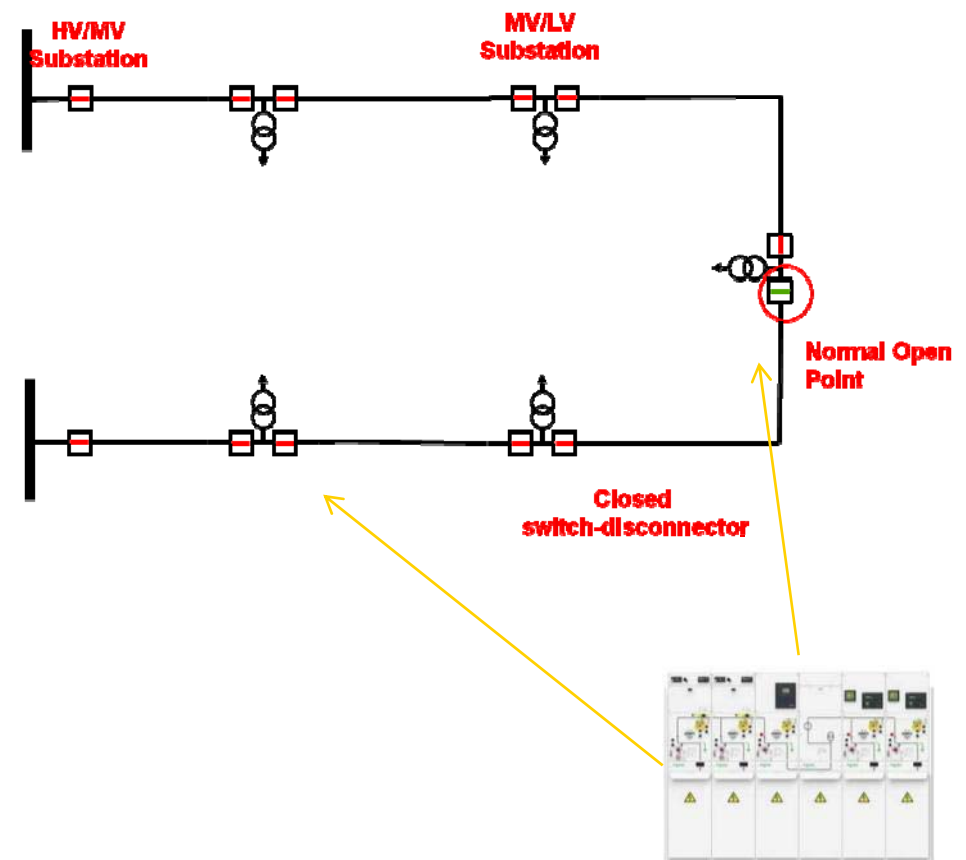 HV/MV
Substation
MV/LV
Substation
Normal Open
Point
Closed
switch-disconnector